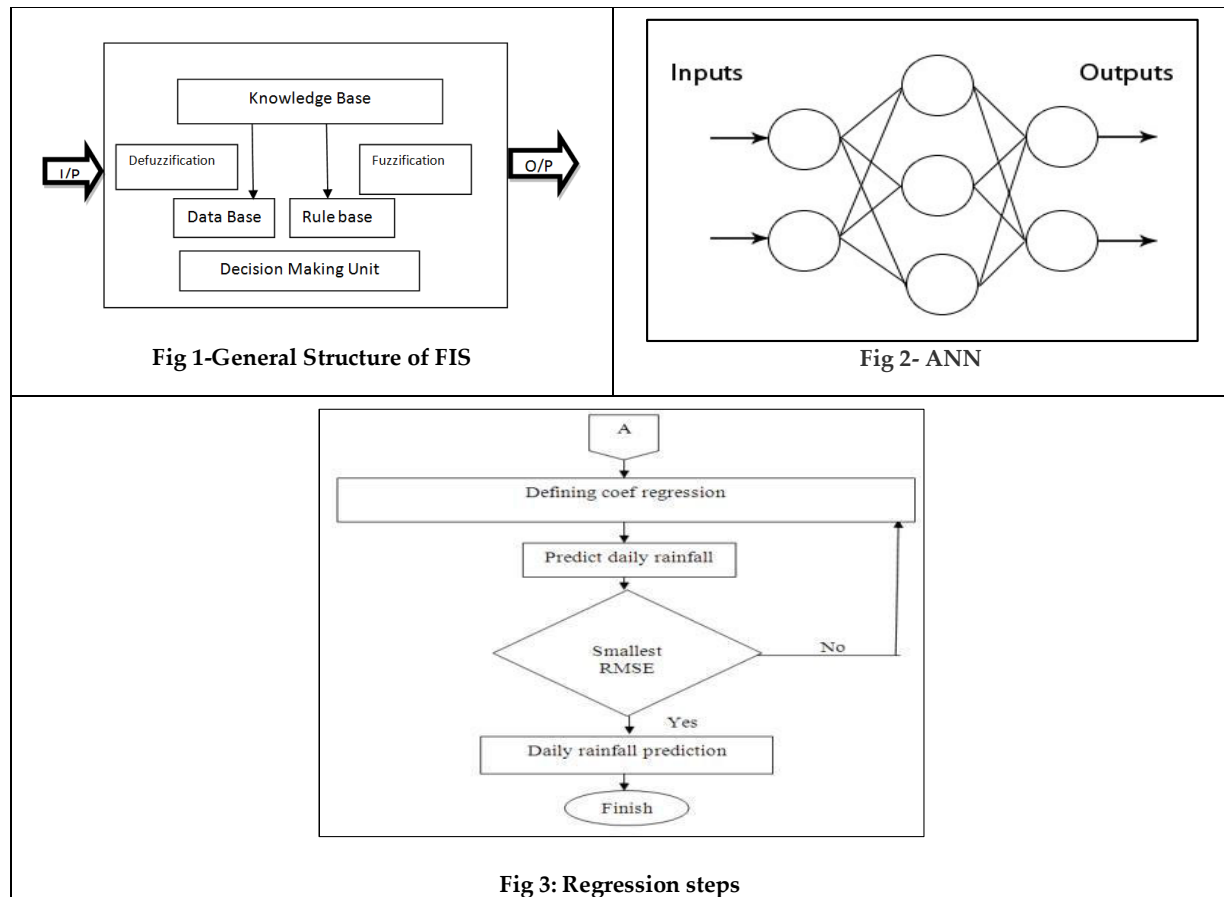 Knowledge Base
Defuzzification
Fuzzification
I/P
O/P
Data Base
Rule base
Decision Making Unit
Fig 1-General Structure of FIS
Inputs
Outputs
Fig 2- ANN
A
Defining coef regression
Predict daily rainfall
Smallest
RMSE
No
Yes
Daily rainfall prediction
Finish
Fig 3: Regression steps